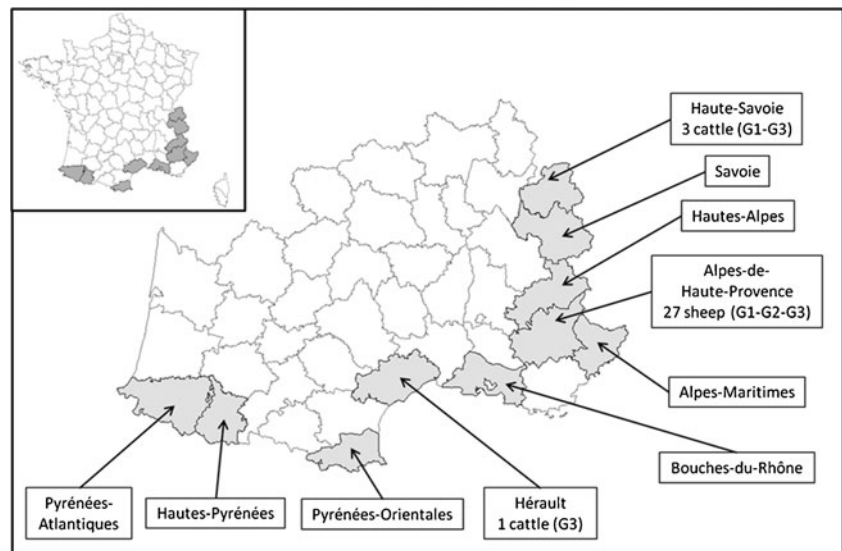 Haute-Savoie
3 cattle (G1-G3)
Savoie
Hautes-Alpes
Alpes-de-
Haute-Provence
27 sheep (G1-G2-G3)
Alpes-Maritimes
Bouches-du-Rhône
Pyrénées-
Atlantiques
Hautes-Pyrénées
Pyrénées-Orientales
Hérault
1 cattle (G3)